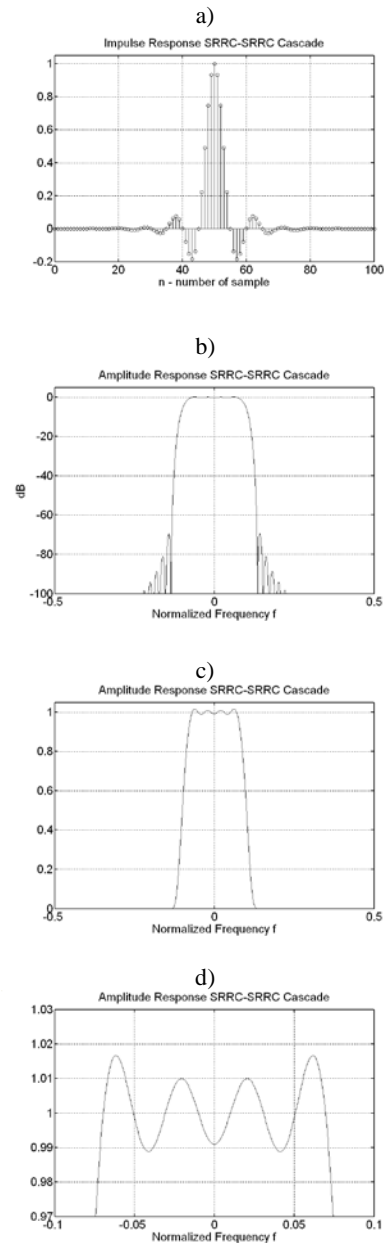 a)
Impulse Response SRRC-SRRC Cascade
1
0.8
0.6
0.4
0.2
0
-0.2
0 20 40 60 80 100
n - number of sample
b)
Amplitude Response SRRC-SRRC Cascade
0
-20
-40
-60
-80
-100
dB
-0.5 0 0.5
Normalized Frequency f
c)
Amplitude Response SRRC-SRRC Cascade
1
0.8
0.6
0.4
0.2
0
-0.5 0 0.5
Normalized Frequency f
d)
Amplitude Response SRRC-SRRC Cascade
1.03
1.02
1.01
1
0.99
0.98
0.97
-0.1 -0.05 0 0.05 0.1
Normalized Frequency f